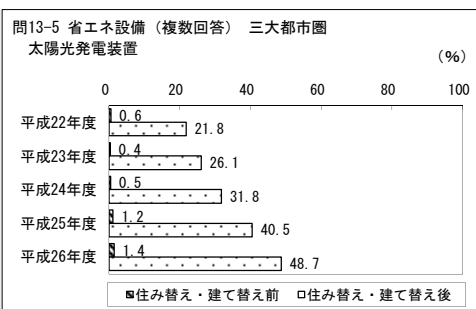 問13-5 省エネ設備（複数回答） 三大都市圏
太陽光発電装置
(%)
0 20 40 60 80 100
平成22年度 0.6 21.8
平成23年度 0.4 26.1
平成24年度 0.5 31.8
平成25年度 1.2 40.5
平成26年度 1.4 48.7
住み替え・建て替え前 住み替え・建て替え後